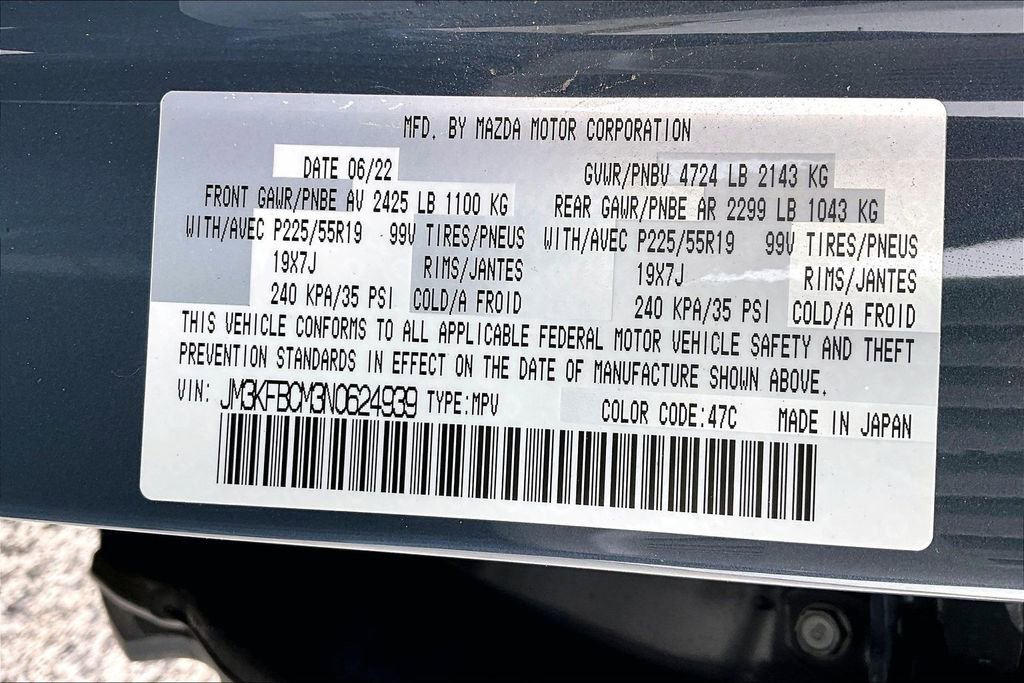 MFD. BY MAZDA MOTOR CORPORATION
DATE 06/22 GVWR/PNBV 4724 LB 2143 KG
FRONT GAWR/PNBE AV 2425 LB 1100 KG REAR GAWR/PNBE AR 2299 LB 1043 KG
WITH/AVEC P225/55R19 99V TIRES/PNEUS WITH/AVEC P225/55R19 99V TIRES/PNEUS
19X7J RIMS/JANTES 19X7J RIMS/JANTES
240 KPA/35 PSI COLD/A FROID 240 KPA/35 PSI COLD/A FROID
THIS VEHICLE CONFORMS TO ALL APPLICABLE FEDERAL MOTOR VEHICLE SAFETY AND THEFT
PREVENTION STANDARDS IN EFFECT ON THE DATE OF MANUFACTURE SHOWN ABOVE.
VIN: JM3KFBCM3N0624939 TYPE:MPV COLOR CODE:47C MADE IN JAPAN